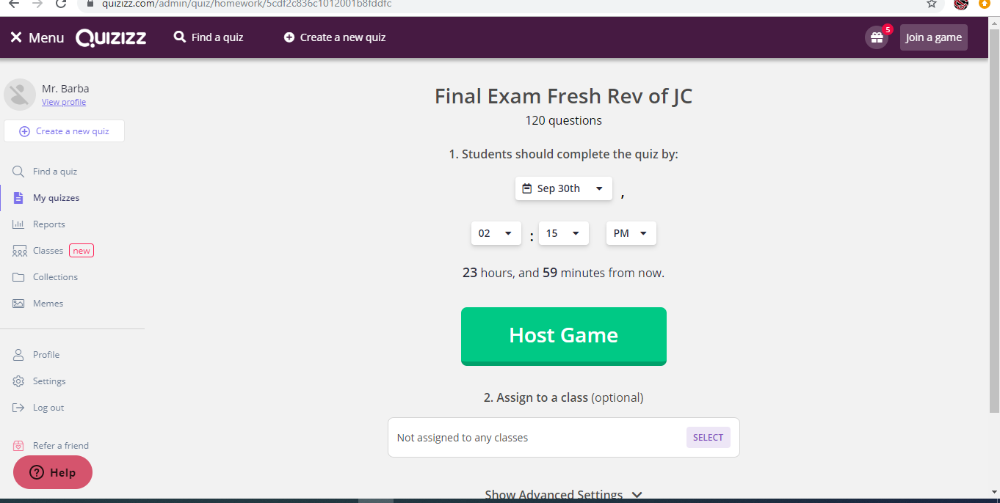 quizizz.com/admin/quiz/homework/5cdf2c836c1012001b8fddfc
Menu QUIZIZZ Find a quiz Create a new quiz 5 Join a game
Mr. Barba
View profile
Create a new quiz
Find a quiz
My quizzes
Reports
Classes new
Collections
Memes
Profile
Settings
Log out
Refer a friend
Help
Final Exam Fresh Rev of JC
120 questions
1. Students should complete the quiz by:
Sep 30th ,
02 : 15 PM
23 hours, and 59 minutes from now.
Host Game
2. Assign to a class (optional)
Not assigned to any classes SELECT
Show Advanced Settings